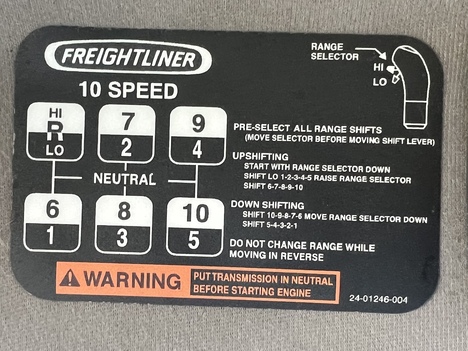 FREIGHTLINER
10 SPEED
RANGE
SELECTOR
HI
LO
HI
R
LO
7
2
9
4
NEUTRAL
6
1
8
3
10
5
PRE-SELECT ALL RANGE SHIFTS
(MOVE SELECTOR BEFORE MOVING SHIFT LEVER)
UPSHIFTING
START WITH RANGE SELECTOR DOWN
SHIFT LO 1-2-3-4-5 RAISE RANGE SELECTOR
SHIFT 6-7-8-9-10
DOWN SHIFTING
SHIFT 10-9-8-7-6 MOVE RANGE SELECTOR DOWN
SHIFT 5-4-3-2-1
DO NOT CHANGE RANGE WHILE
MOVING IN REVERSE
WARNING
PUT TRANSMISSION IN NEUTRAL
BEFORE STARTING ENGINE
24-01246-004